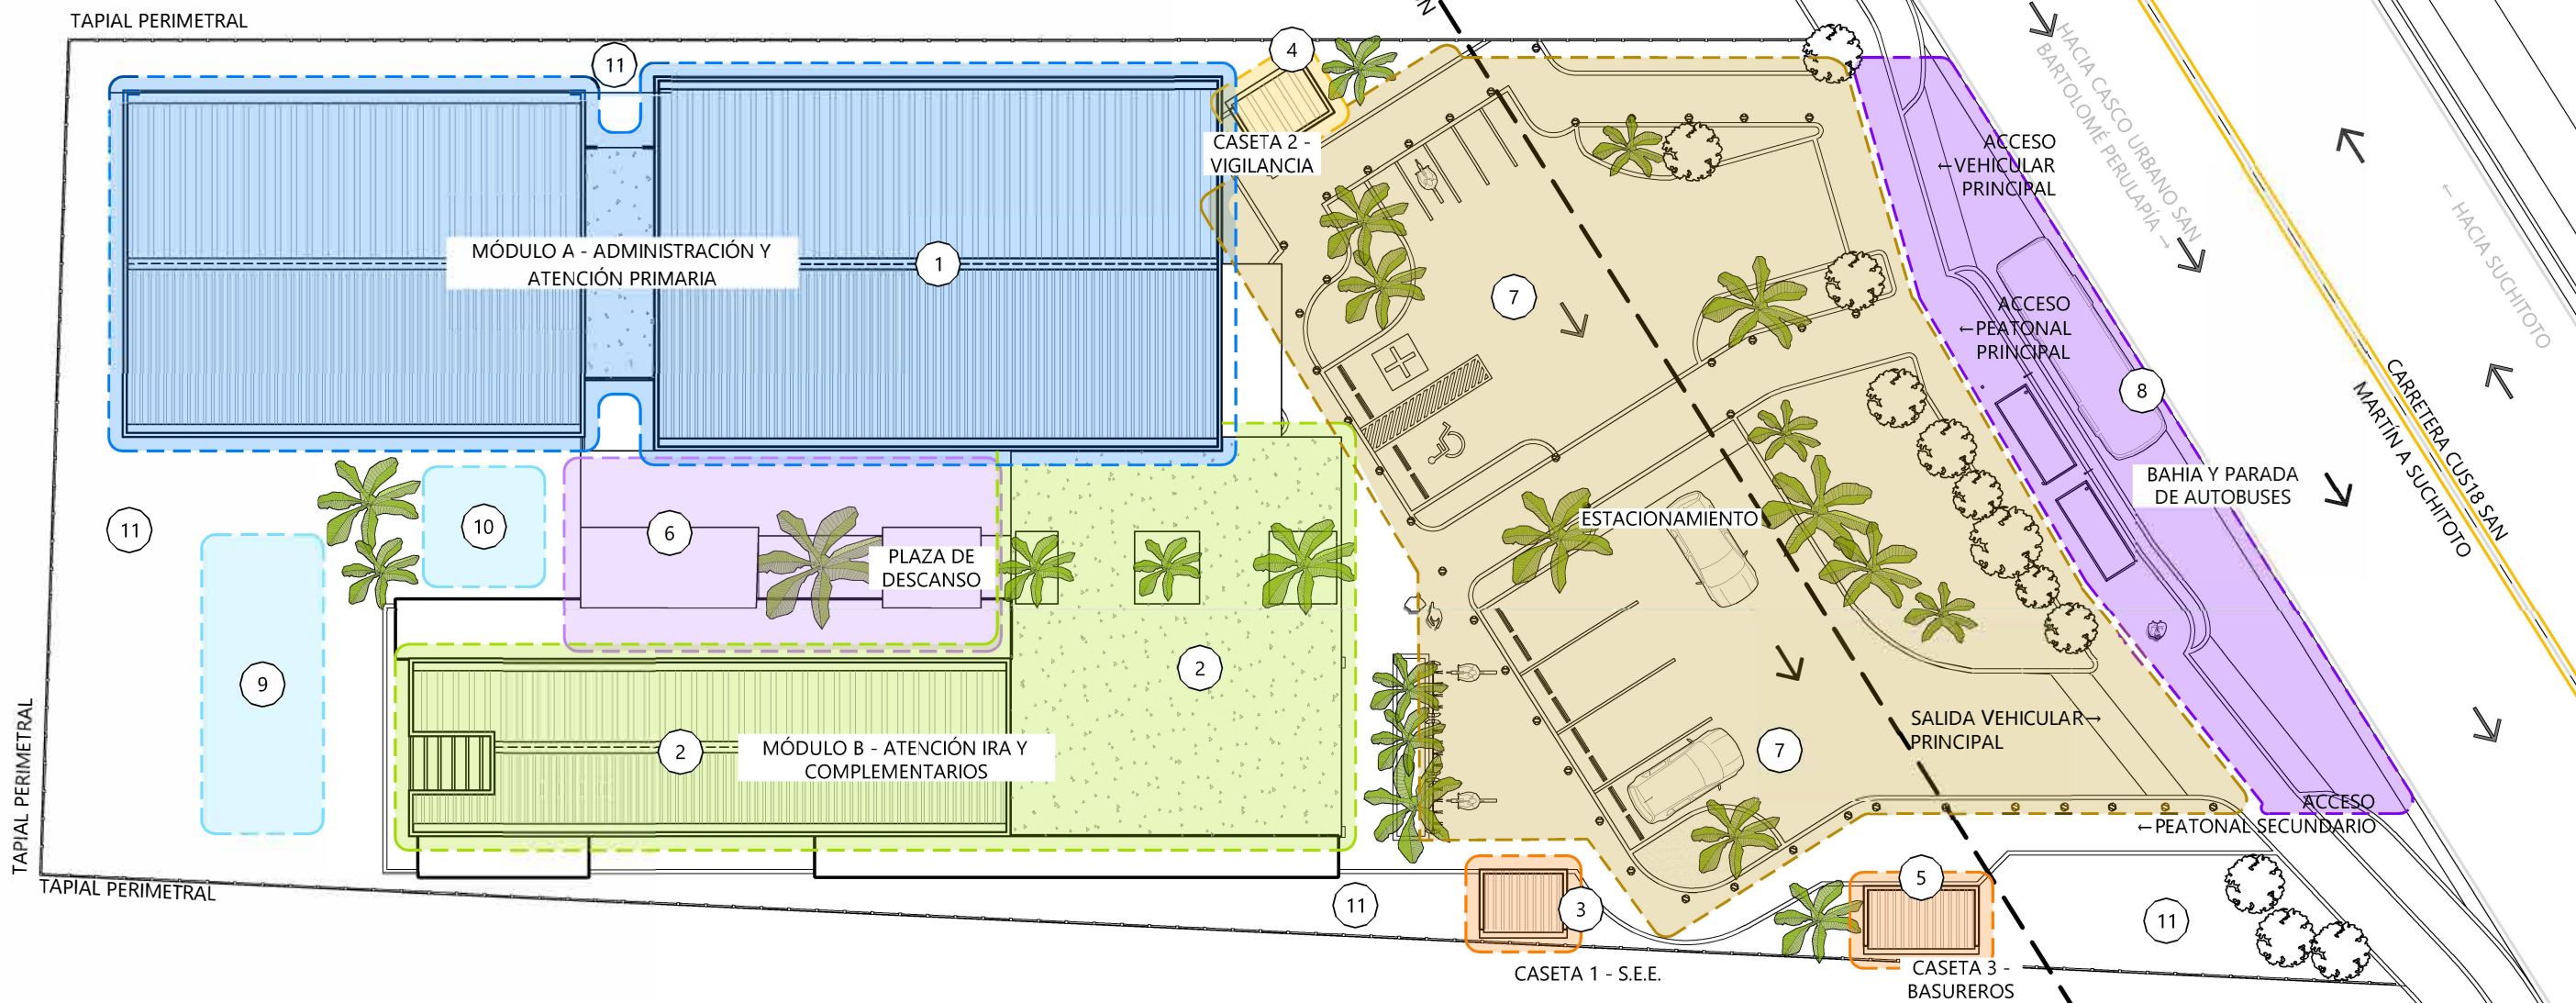 TAPIAL PERIMETRAL
11
4
CASETA 2 -
VIGILANCIA
MÓDULO A - ADMINISTRACIÓN Y
ATENCIÓN PRIMARIA
1
7
ACCESO
←VEHICULAR
PRINCIPAL
HACIA CASCO URBANO SAN
BARTOLOMÉ PERULAPÍA →
← HACIA SUCHITOTO
ACCESO
←PEATONAL
PRINCIPAL
8
CARRETERA CUS18 SAN
MARTÍN A SUCHITOTO
BAHIA Y PARADA
DE AUTOBUSES
11
10
6
PLAZA DE
DESCANSO
ESTACIONAMIENTO
9
2
2
MÓDULO B - ATENCIÓN IRA Y
COMPLEMENTARIOS
7
SALIDA VEHICULAR→
PRINCIPAL
ACCESO
←PEATONAL SECUNDARIO
TAPIAL PERIMETRAL
TAPIAL PERIMETRAL
11
3
5
11
CASETA 1 - S.E.E.
CASETA 3 -
BASUREROS